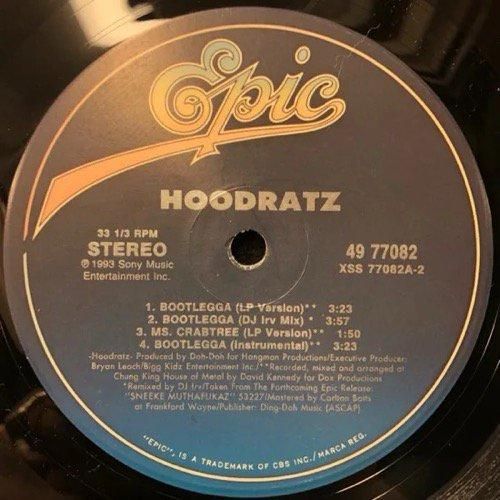 Epic
HOODRATZ
33 1/3 RPM
STEREO
℗ 1993 Sony Music
Entertainment Inc.
49 77082
XSS 77082A-2
1. BOOTLEGGA (LP Version)** 3:23
2. BOOTLEGGA (DJ Irv Mix) * 3:57
3. MS. CRABTREE (LP Version)** 1:50
4. BOOTLEGGA (Instrumental)** 3:23
-Hoodratz- Produced by Doh-Doh for Hangman Productions/Executive Producer:
Bryan Leach/Bigg Kidz Entertainment Inc./**Recorded, mixed and arranged at
Chung King House of Metal by David Kennedy for Dax Productions
*Remixed by DJ Irv/Taken From The Forthcoming Epic Release:
"SNEEKE MUTHAFUKAZ" 53227/Mastered by Carlton Batts
at Frankford Wayne/Publisher: Ding-Doh Music (ASCAP)
"EPIC", IS A TRADEMARK OF CBS INC./MARCA REG.